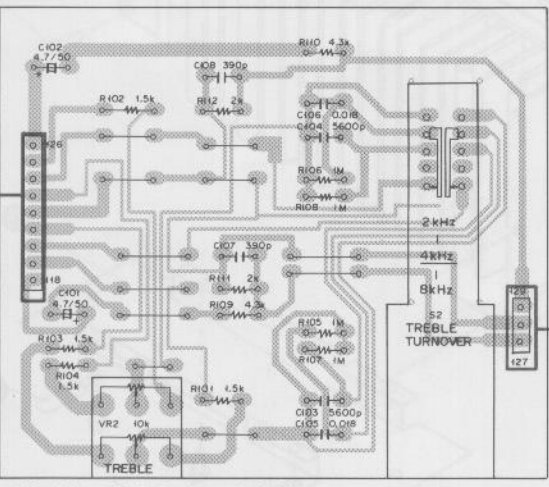 C102
4.7/50
+
R110 4.3k
C108 390p
R102 1.5k
R112 2k
C106 0.018
C104 5600p
R106 1M
R108 1M
126
118
2kHz
4kHz
8kHz
S2
TREBLE
TURNOVER
C107 390p
R111 2k
R109 4.3k
C101
4.7/50
+
129
127
R103 1.5k
R104
1.5k
R105 1M
R107 1M
R101 1.5k
VR2 10k
C103 5600p
C105 0.018
TREBLE